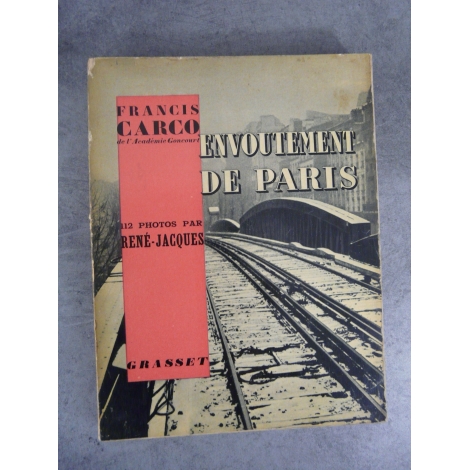 FRANCIS
CARCO
de l'Académie Goncourt
ENVOUTEMENT
DE PARIS
112 PHOTOS PAR
RENÉ-JACQUES
GRASSET